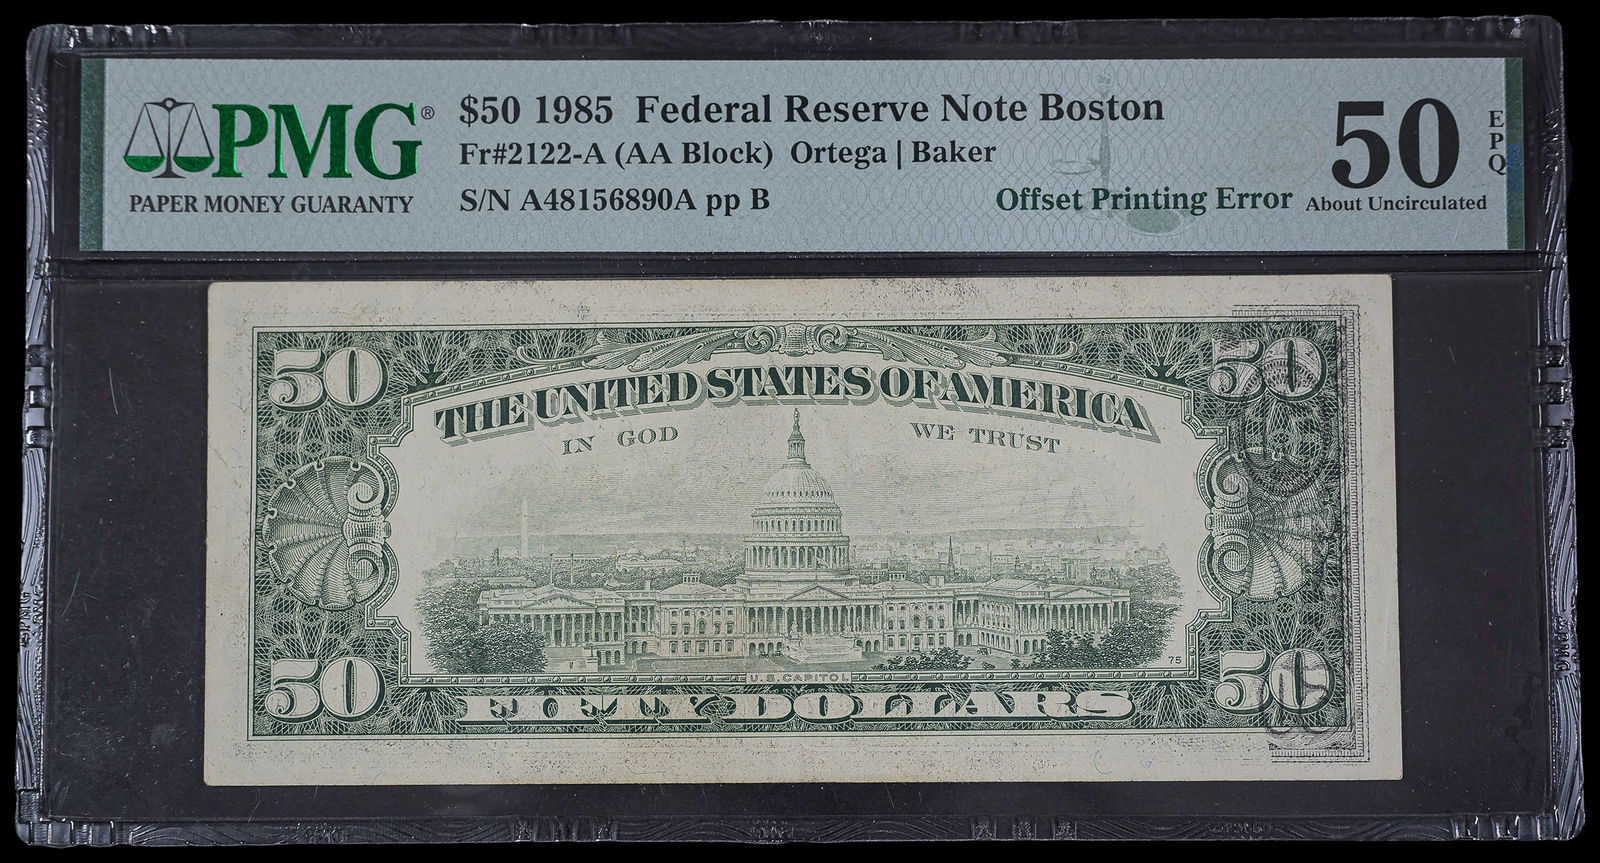 PMG®
PAPER MONEY GUARANTY
$50 1985 Federal Reserve Note Boston
Fr#2122-A (AA Block) Ortega | Baker
S/N A48156890A pp B
Offset Printing Error
50
EPQ
About Uncirculated
50
50
THE UNITED STATES OF AMERICA
IN GOD WE TRUST
75
U.S. CAPITOL
50
FIFTY DOLLARS
50
PMG